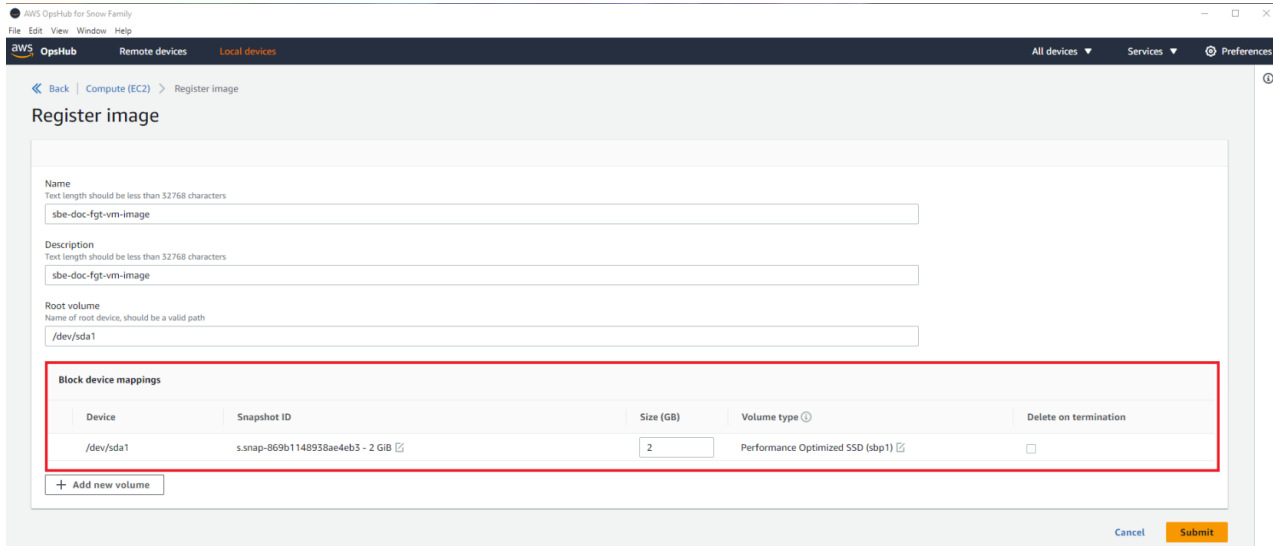 AWS OpsHub for Snow Family
File Edit View Window Help
aws OpsHub Remote devices Local devices All devices ▼ Services ▼ Preferences
Back | Compute (EC2) > Register image
Register image
Name
Text length should be less than 32768 characters
sbe-doc-fgt-vm-image
Description
Text length should be less than 32768 characters
sbe-doc-fgt-vm-image
Root volume
Name of root device, should be a valid path
/dev/sda1
Block device mappings
Device Snapshot ID Size (GB) Volume type Delete on termination
/dev/sda1 s.snap-869b1148938ae4eb3 - 2 GiB 2 Performance Optimized SSD (sbp1)
+ Add new volume
Cancel Submit